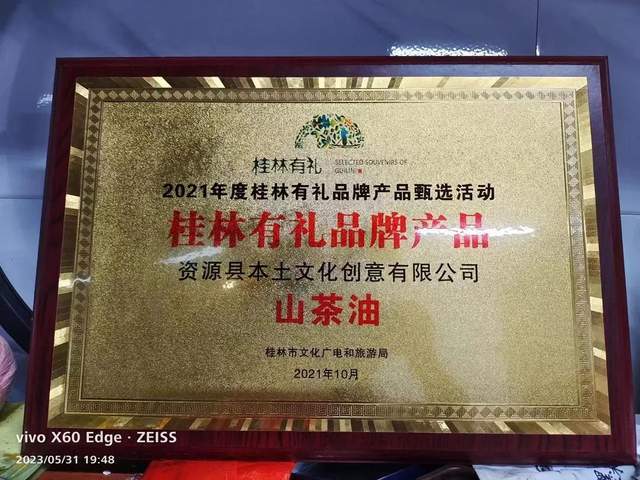 桂林有礼 SELECTED SOUVENIRS OF
GUILIN
2021年度桂林有礼品牌产品甄选活动
桂林有礼品牌产品
资源县本土文化创意有限公司
山茶油
桂林市文化广电和旅游局
2021年10月
vivo X60 Edge · ZEISS
2023/05/31 19:48